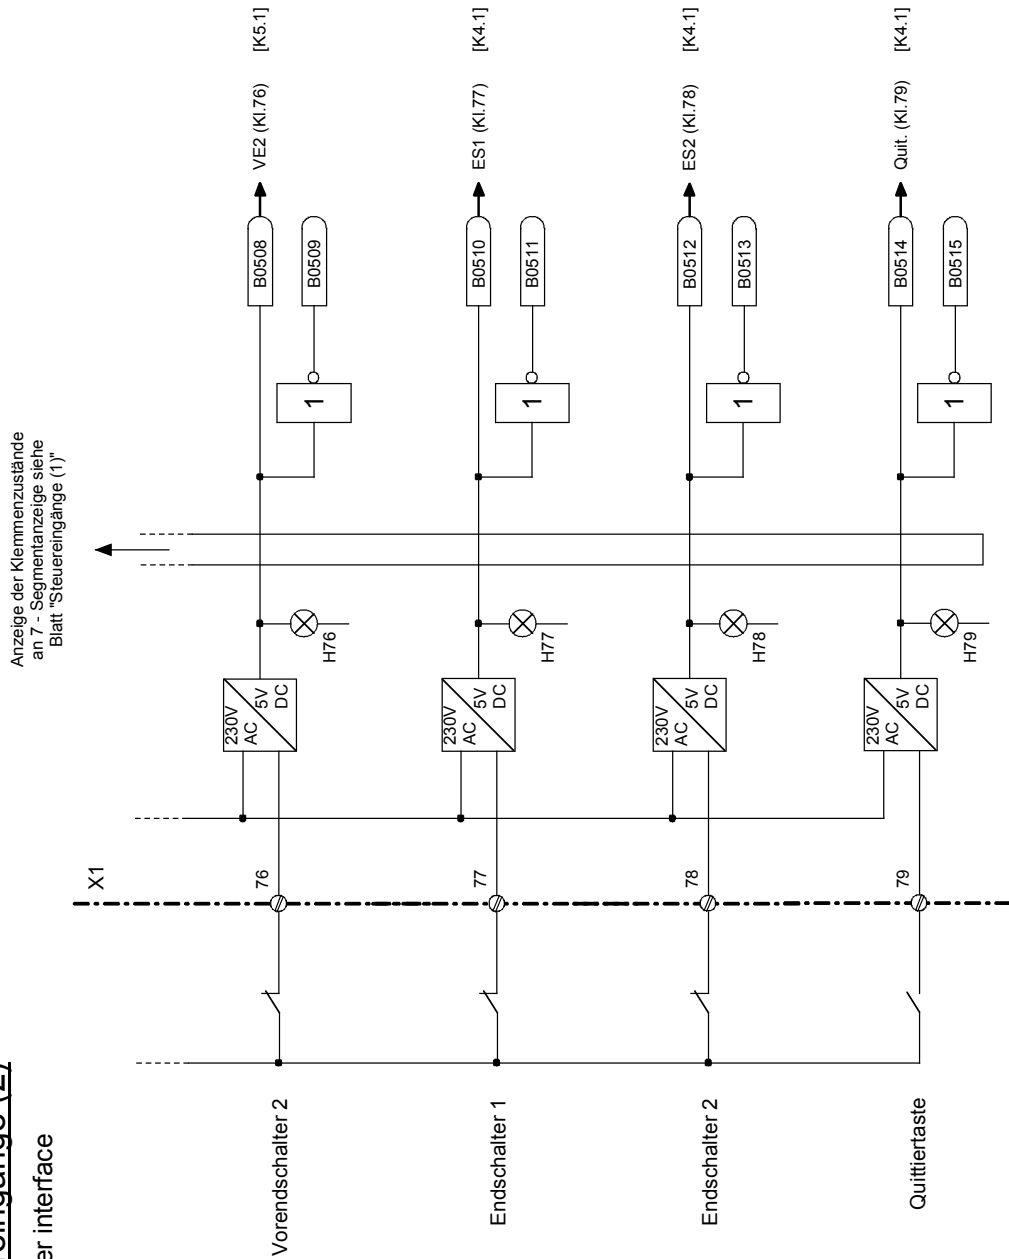 er interface
Anzeige der Klemmenzustände
an 7 - Segmentanzeige siehe
Blatt "Steuereingänge (1)"
X1
Vorendschalter 2
76
230V
AC
5V
DC
H76
1
B0508
B0509
VE2 (Kl.76)
[K5.1]
Endschalter 1
77
230V
AC
5V
DC
H77
1
B0510
B0511
ES1 (Kl.77)
[K4.1]
Endschalter 2
78
230V
AC
5V
DC
H78
1
B0512
B0513
ES2 (Kl.78)
[K4.1]
Quittiertaste
79
230V
AC
5V
DC
H79
1
B0514
B0515
Quit. (Kl.79)
[K4.1]